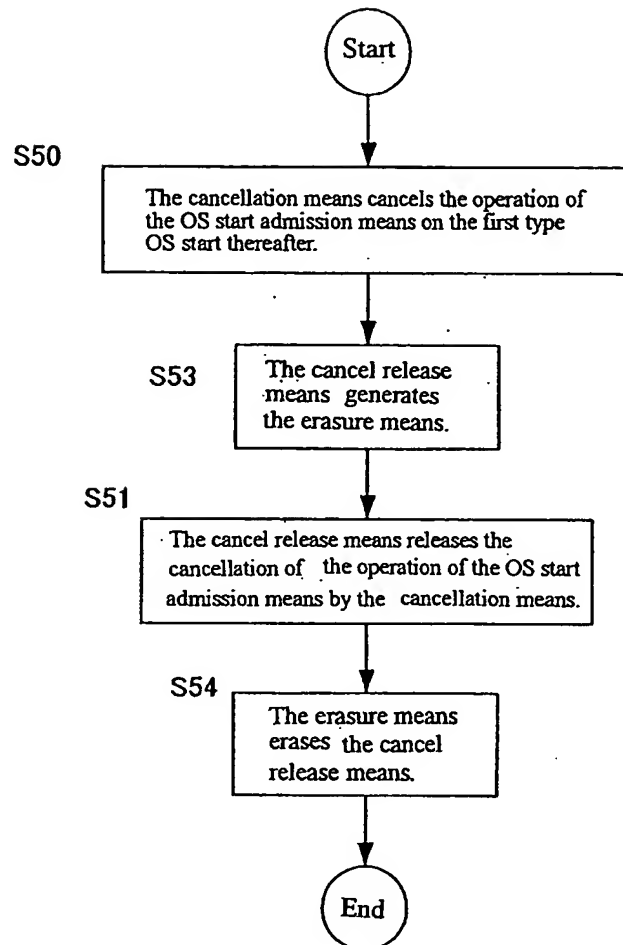 Start
S50
The cancellation means cancels the operation of
the OS start admission means on the first type
OS start thereafter.
S53
The cancel release
means generates
the erasure means.
S51
The cancel release means releases the
cancellation of the operation of the OS start
admission means by the cancellation means.
S54
The erasure means
erases the cancel
release means.
End